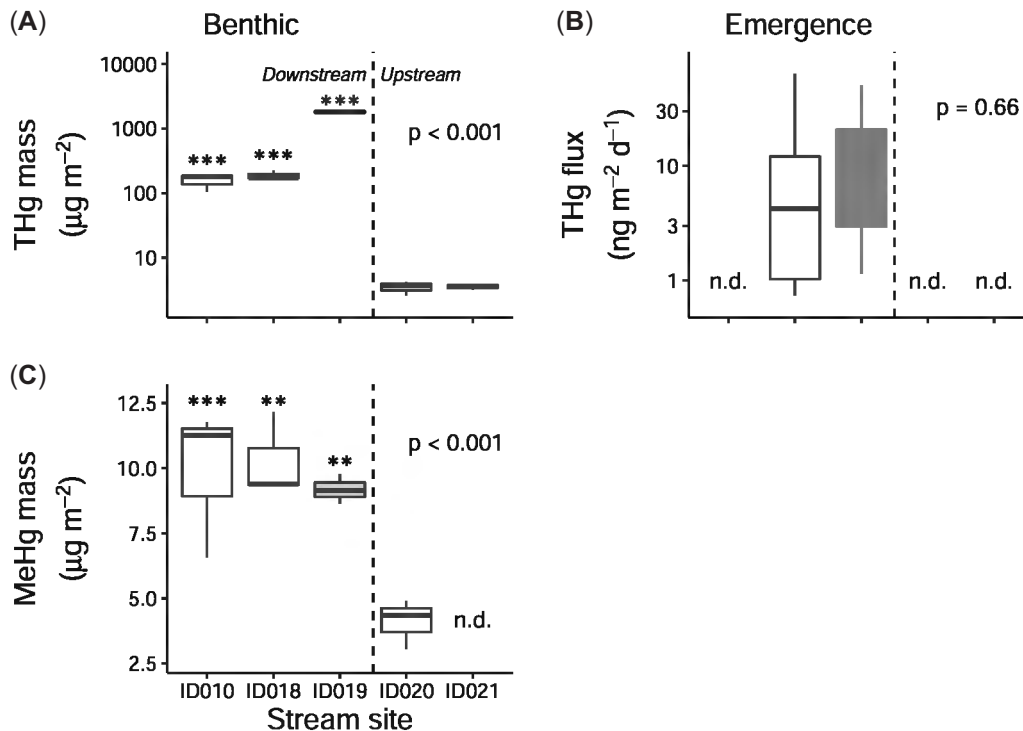 (A)
Benthic
THg mass
(µg m−2)
10000
1000
100
10
Downstream
Upstream
***
***
***
p < 0.001
(B)
Emergence
THg flux
(ng m−2 d−1)
30
10
3
1
p = 0.66
n.d.
n.d.
n.d.
(C)
MeHg mass
(µg m−2)
12.5
10.0
7.5
5.0
2.5
***
**
**
p < 0.001
n.d.
ID010 ID018 ID019 ID020 ID021
Stream site